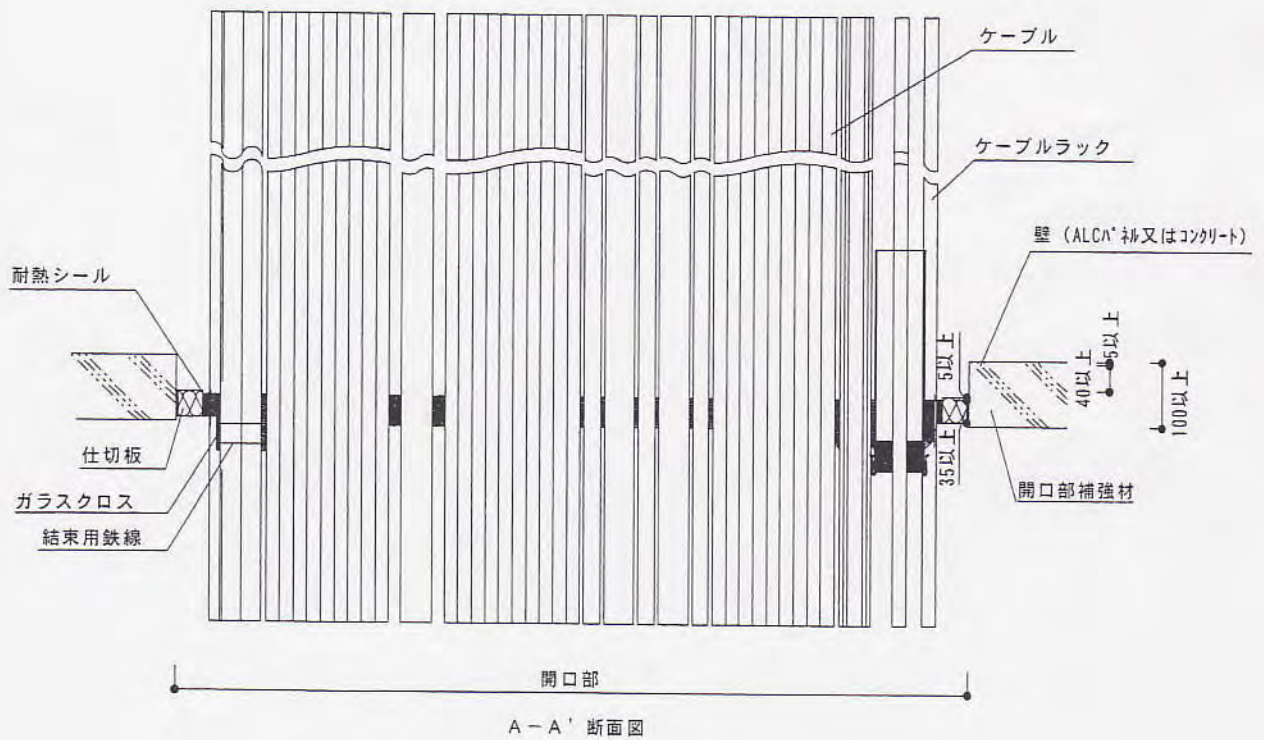 ケーブル
ケーブルラック
壁 (ALCﾊﾟﾈﾙ又はｺﾝｸﾘｰﾄ)
耐熱シール
5以上
5以上
40以上
100以上
仕切板
35以上
開口部補強材
ガラスクロス
結束用鉄線
開口部
A-A' 断面図